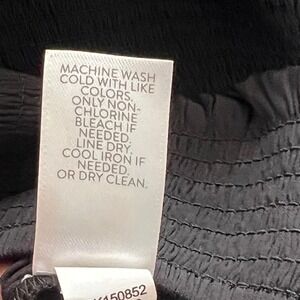 MACHINE WASH
COLD WITH LIKE
COLORS.
ONLY NON-
CHLORINE
BLEACH IF
NEEDED.
LINE DRY.
COOL IRON IF
NEEDED.
OR DRY CLEAN.